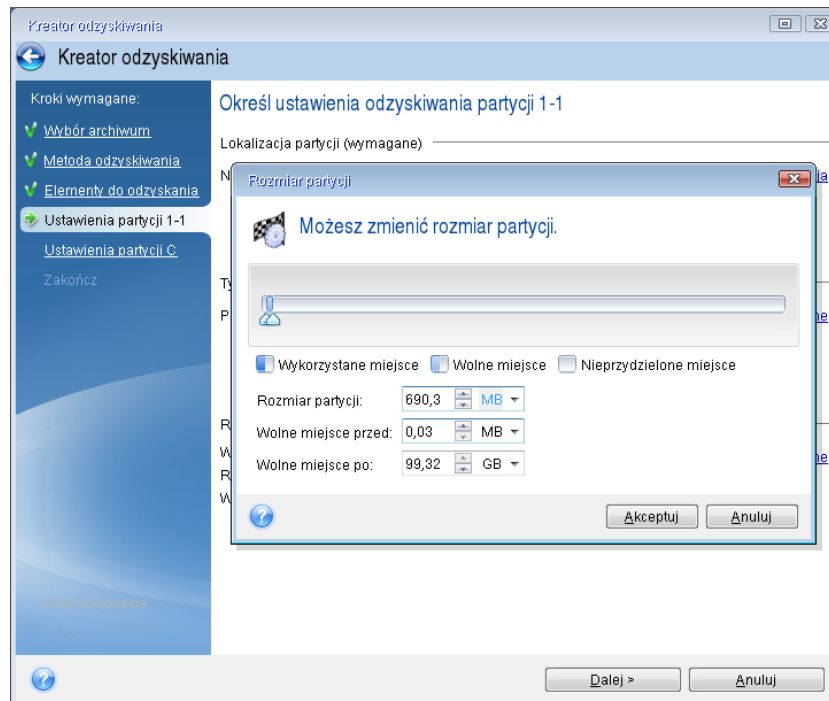 Kreator odzyskiwania
Kreator odzyskiwania
Kroki wymagane:
Wybór archiwum
Metoda odzyskiwania
Elementy do odzyskania
Ustawienia partycji 1-1
Ustawienia partycji C
Zakończ
Określ ustawienia odzyskiwania partycji 1-1
Lokalizacja partycji (wymagane)
Rozmiar partycji
Możesz zmienić rozmiar partycji.
Wykorzystane miejsce Wolne miejsce Nieprzydzielone miejsce
Rozmiar partycji: 690,3 MB
Wolne miejsce przed: 0,03 MB
Wolne miejsce po: 99,32 GB
Akceptuj Anuluj
Dalej > Anuluj